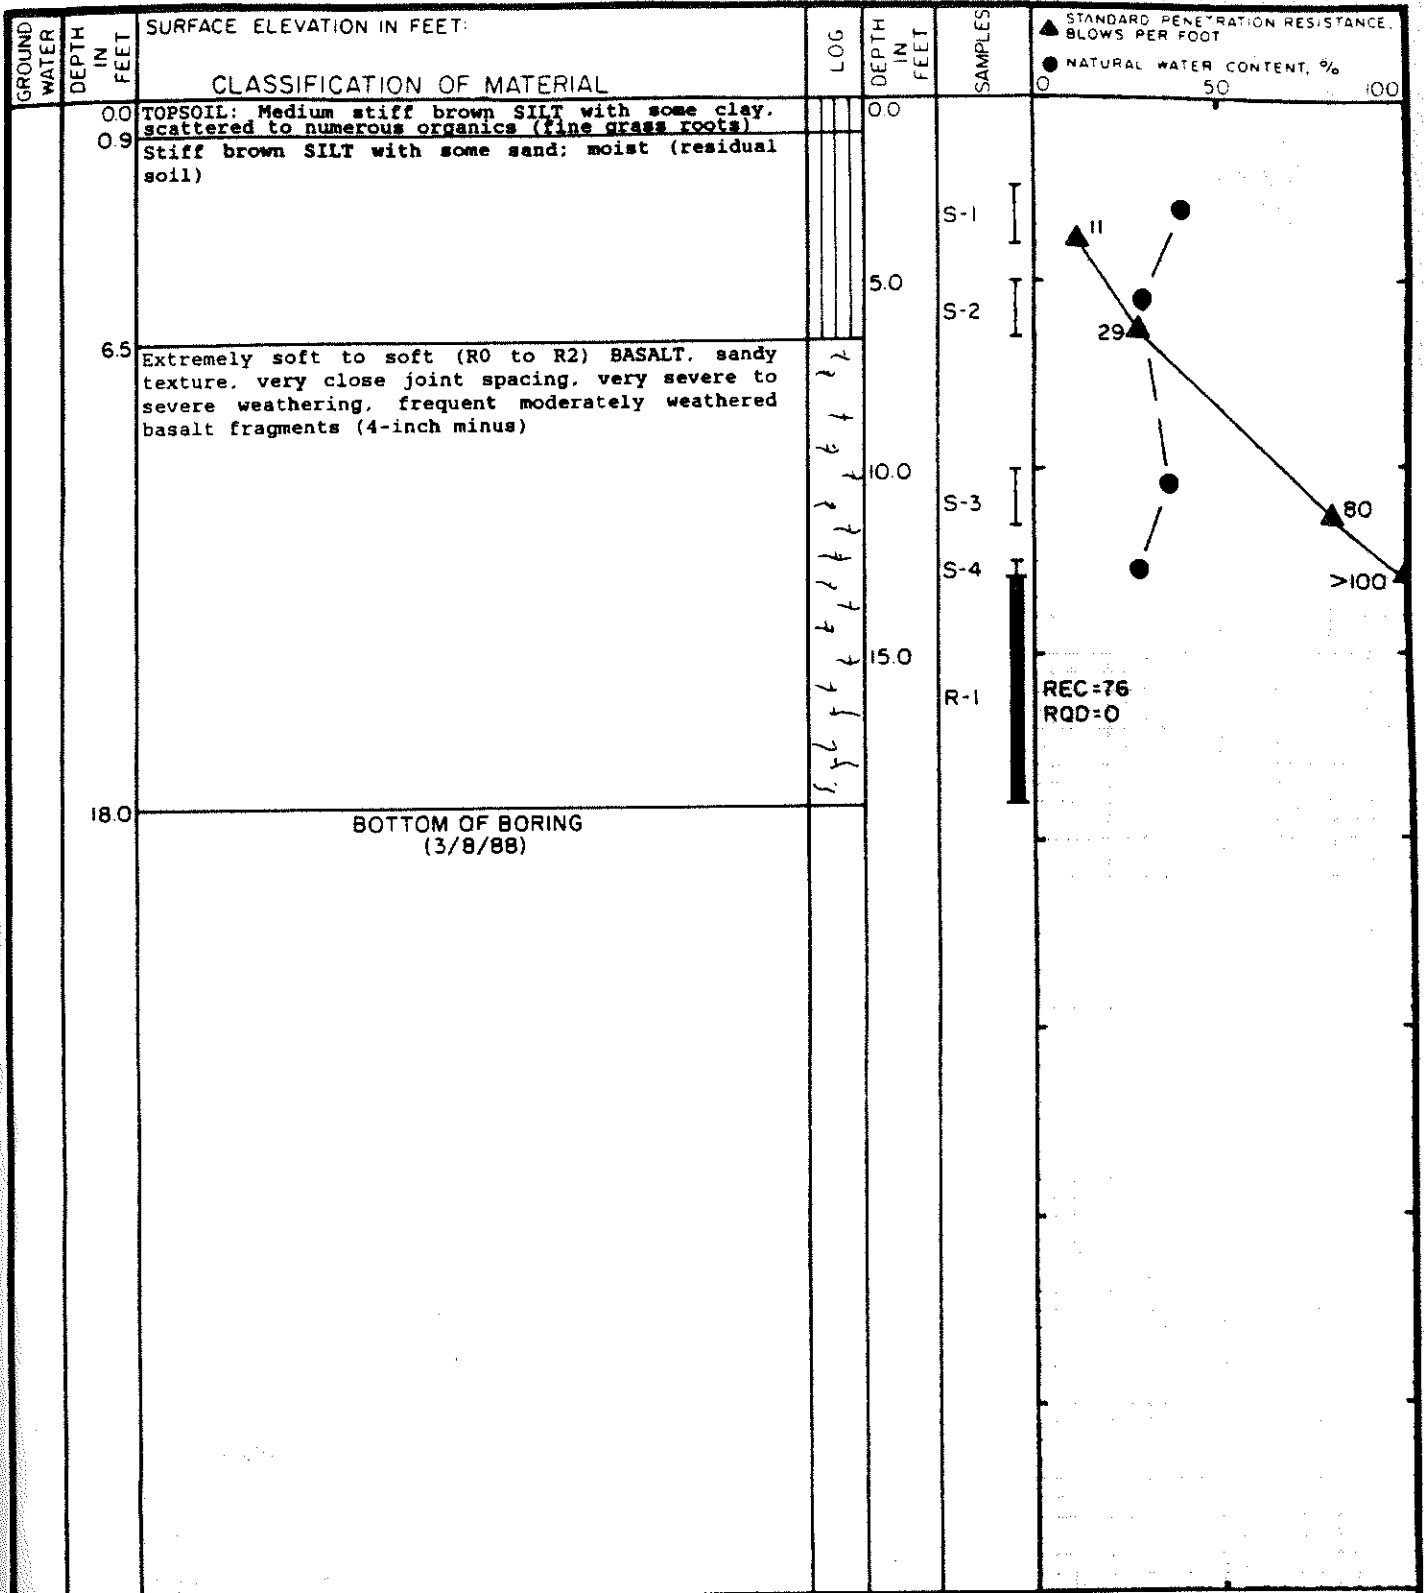 GROUND
WATER
DEPTH
IN
FEET
SURFACE ELEVATION IN FEET:
CLASSIFICATION OF MATERIAL
LOG
DEPTH
IN
FEET
SAMPLES
▲ STANDARD PENETRATION RESISTANCE,
BLOWS PER FOOT
● NATURAL WATER CONTENT, %
0 50 100
0.0 TOPSOIL: Medium stiff brown SILT with some clay, 0.0
scattered to numerous organics (fine grass roots)
0.9 Stiff brown SILT with some sand; moist (residual
soil)
S-1
11
5.0
S-2
29
6.5 Extremely soft to soft (R0 to R2) BASALT, sandy
texture, very close joint spacing, very severe to
severe weathering, frequent moderately weathered
basalt fragments (4-inch minus)
10.0
S-3
80
S-4
>100
15.0
R-1
REC=76
RQD=0
18.0
BOTTOM OF BORING
(3/8/88)